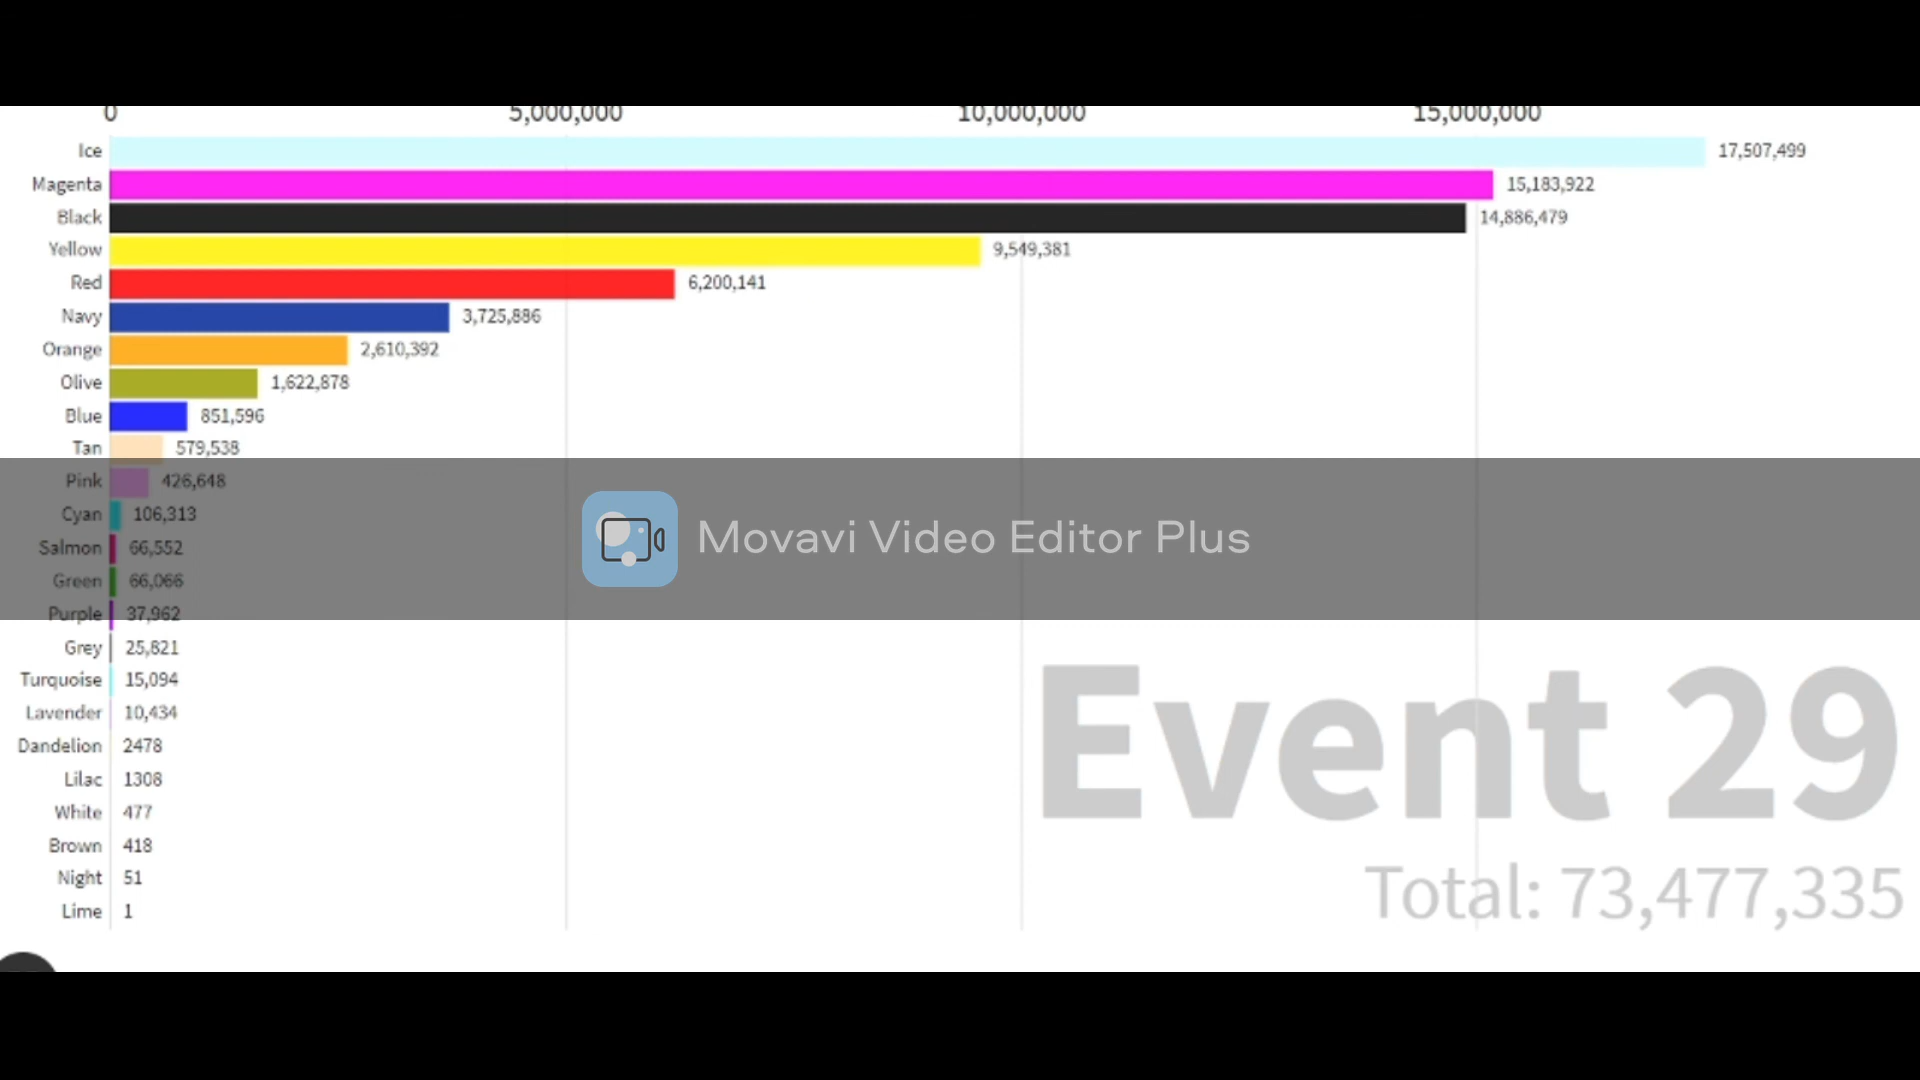 0 5,000,000 10,000,000 15,000,000
Ice 17,507,499
Magenta 15,183,922
Black 14,886,479
Yellow 9,549,381
Red 6,200,141
Navy 3,725,886
Orange 2,610,392
Olive 1,622,878
Blue 851,596
Tan 579,538
Pink 426,648
Cyan 106,313
Movavi Video Editor Plus
Salmon 66,552
Green 66,066
Purple 37,962
Grey 25,821
Turquoise 15,094
Lavender 10,434
Dandelion 2478
Event 29
Lilac 1308
White 477
Brown 418
Night 51
Total: 73,477,335
Lime 1